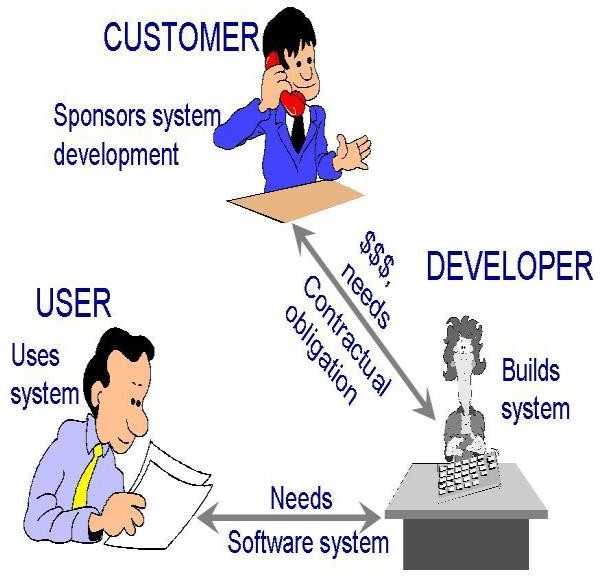 CUSTOMER
Sponsors system
development
$$$,
needs
Contractual
obligation
DEVELOPER
Builds
system
USER
Uses
system
Needs
Software system